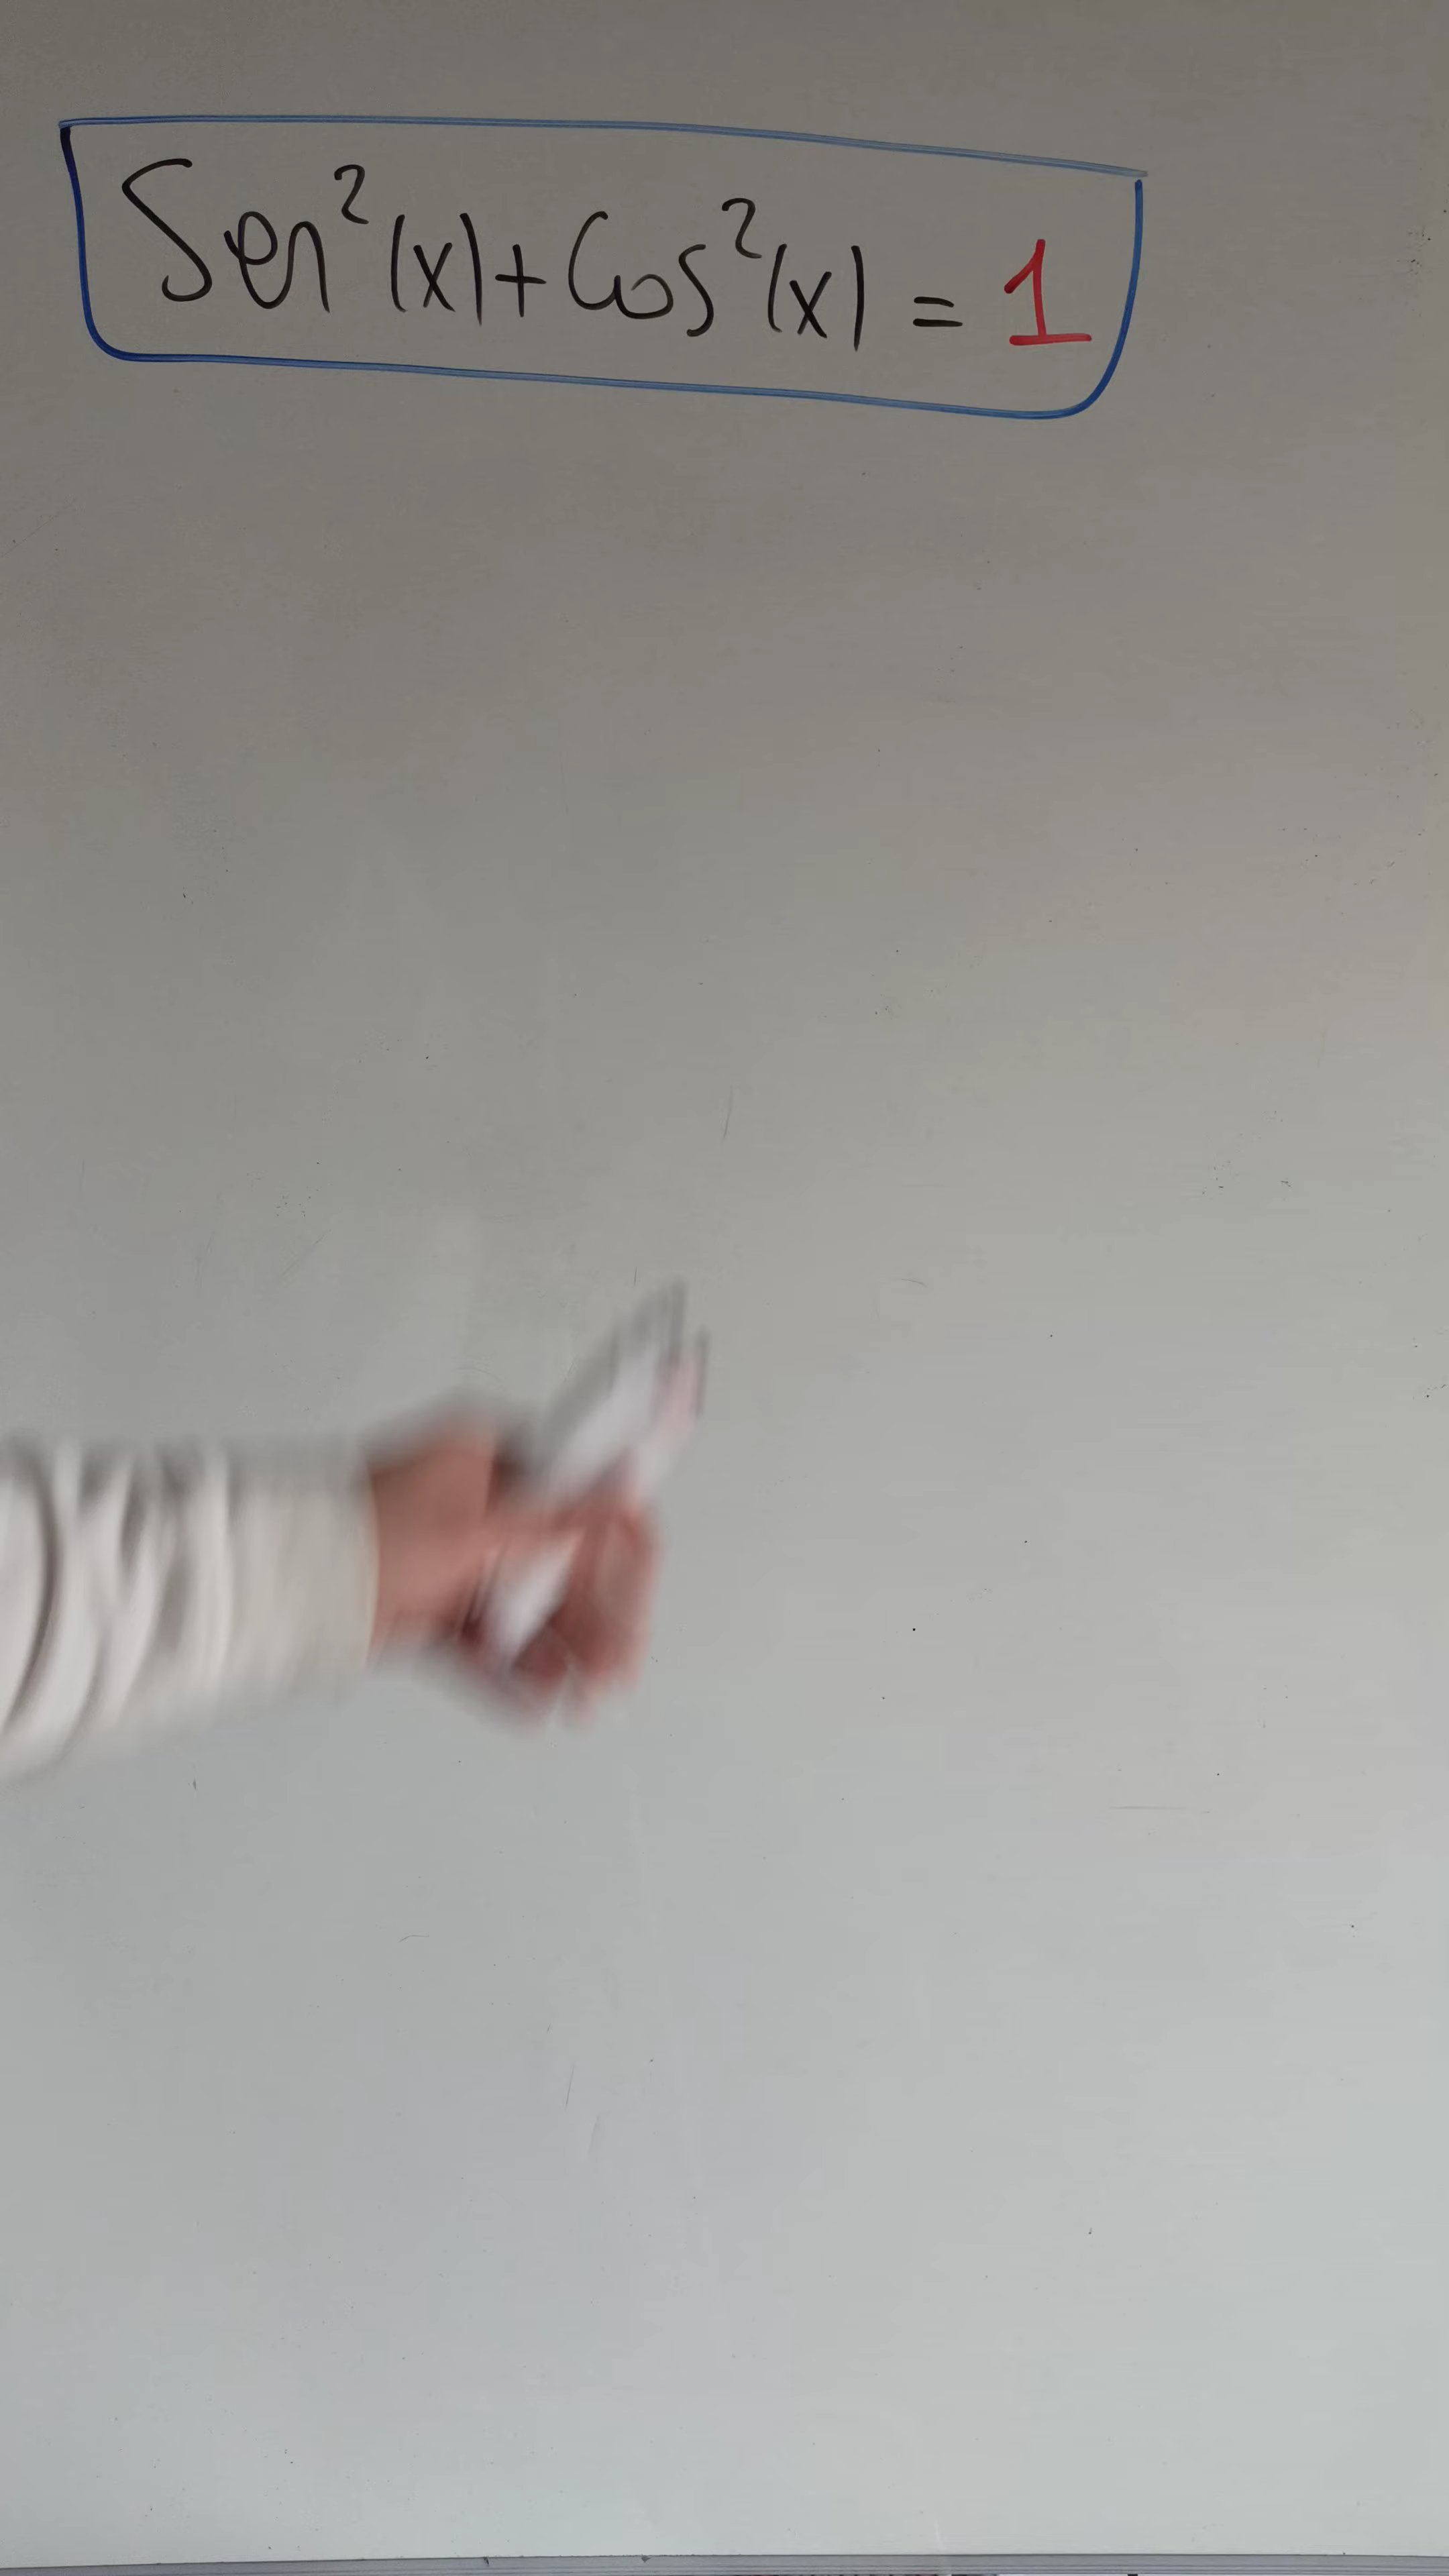 Sen²(x)+Cos²(x) = 1